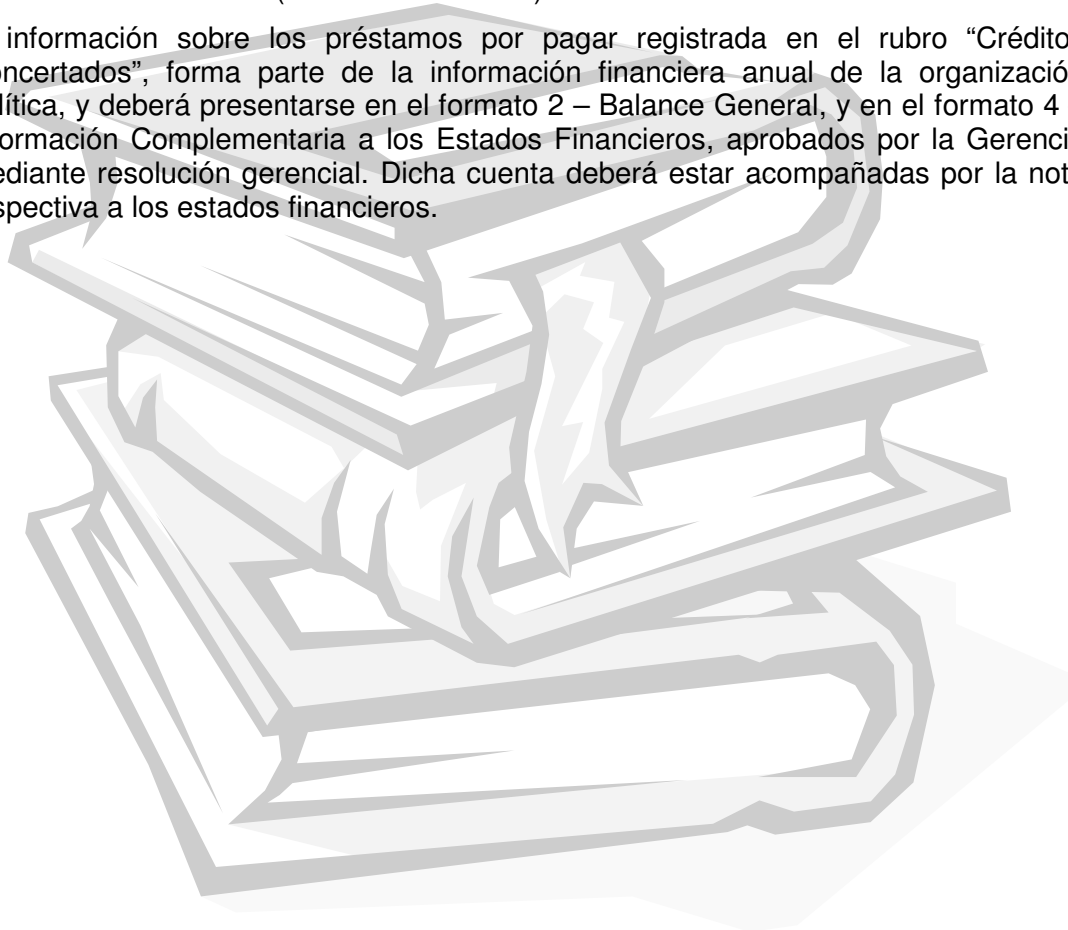 información sobre los préstamos por pagar registrada en el rubro “Crédito
oncertados”, forma parte de la información financiera anual de la organizació
lítica, y deberá presentarse en el formato 2 – Balance General, y en el formato 4
ormación Complementaria a los Estados Financieros, aprobados por la Gerenci
ediante resolución gerencial. Dicha cuenta deberá estar acompañadas por la not
spectiva a los estados financieros.